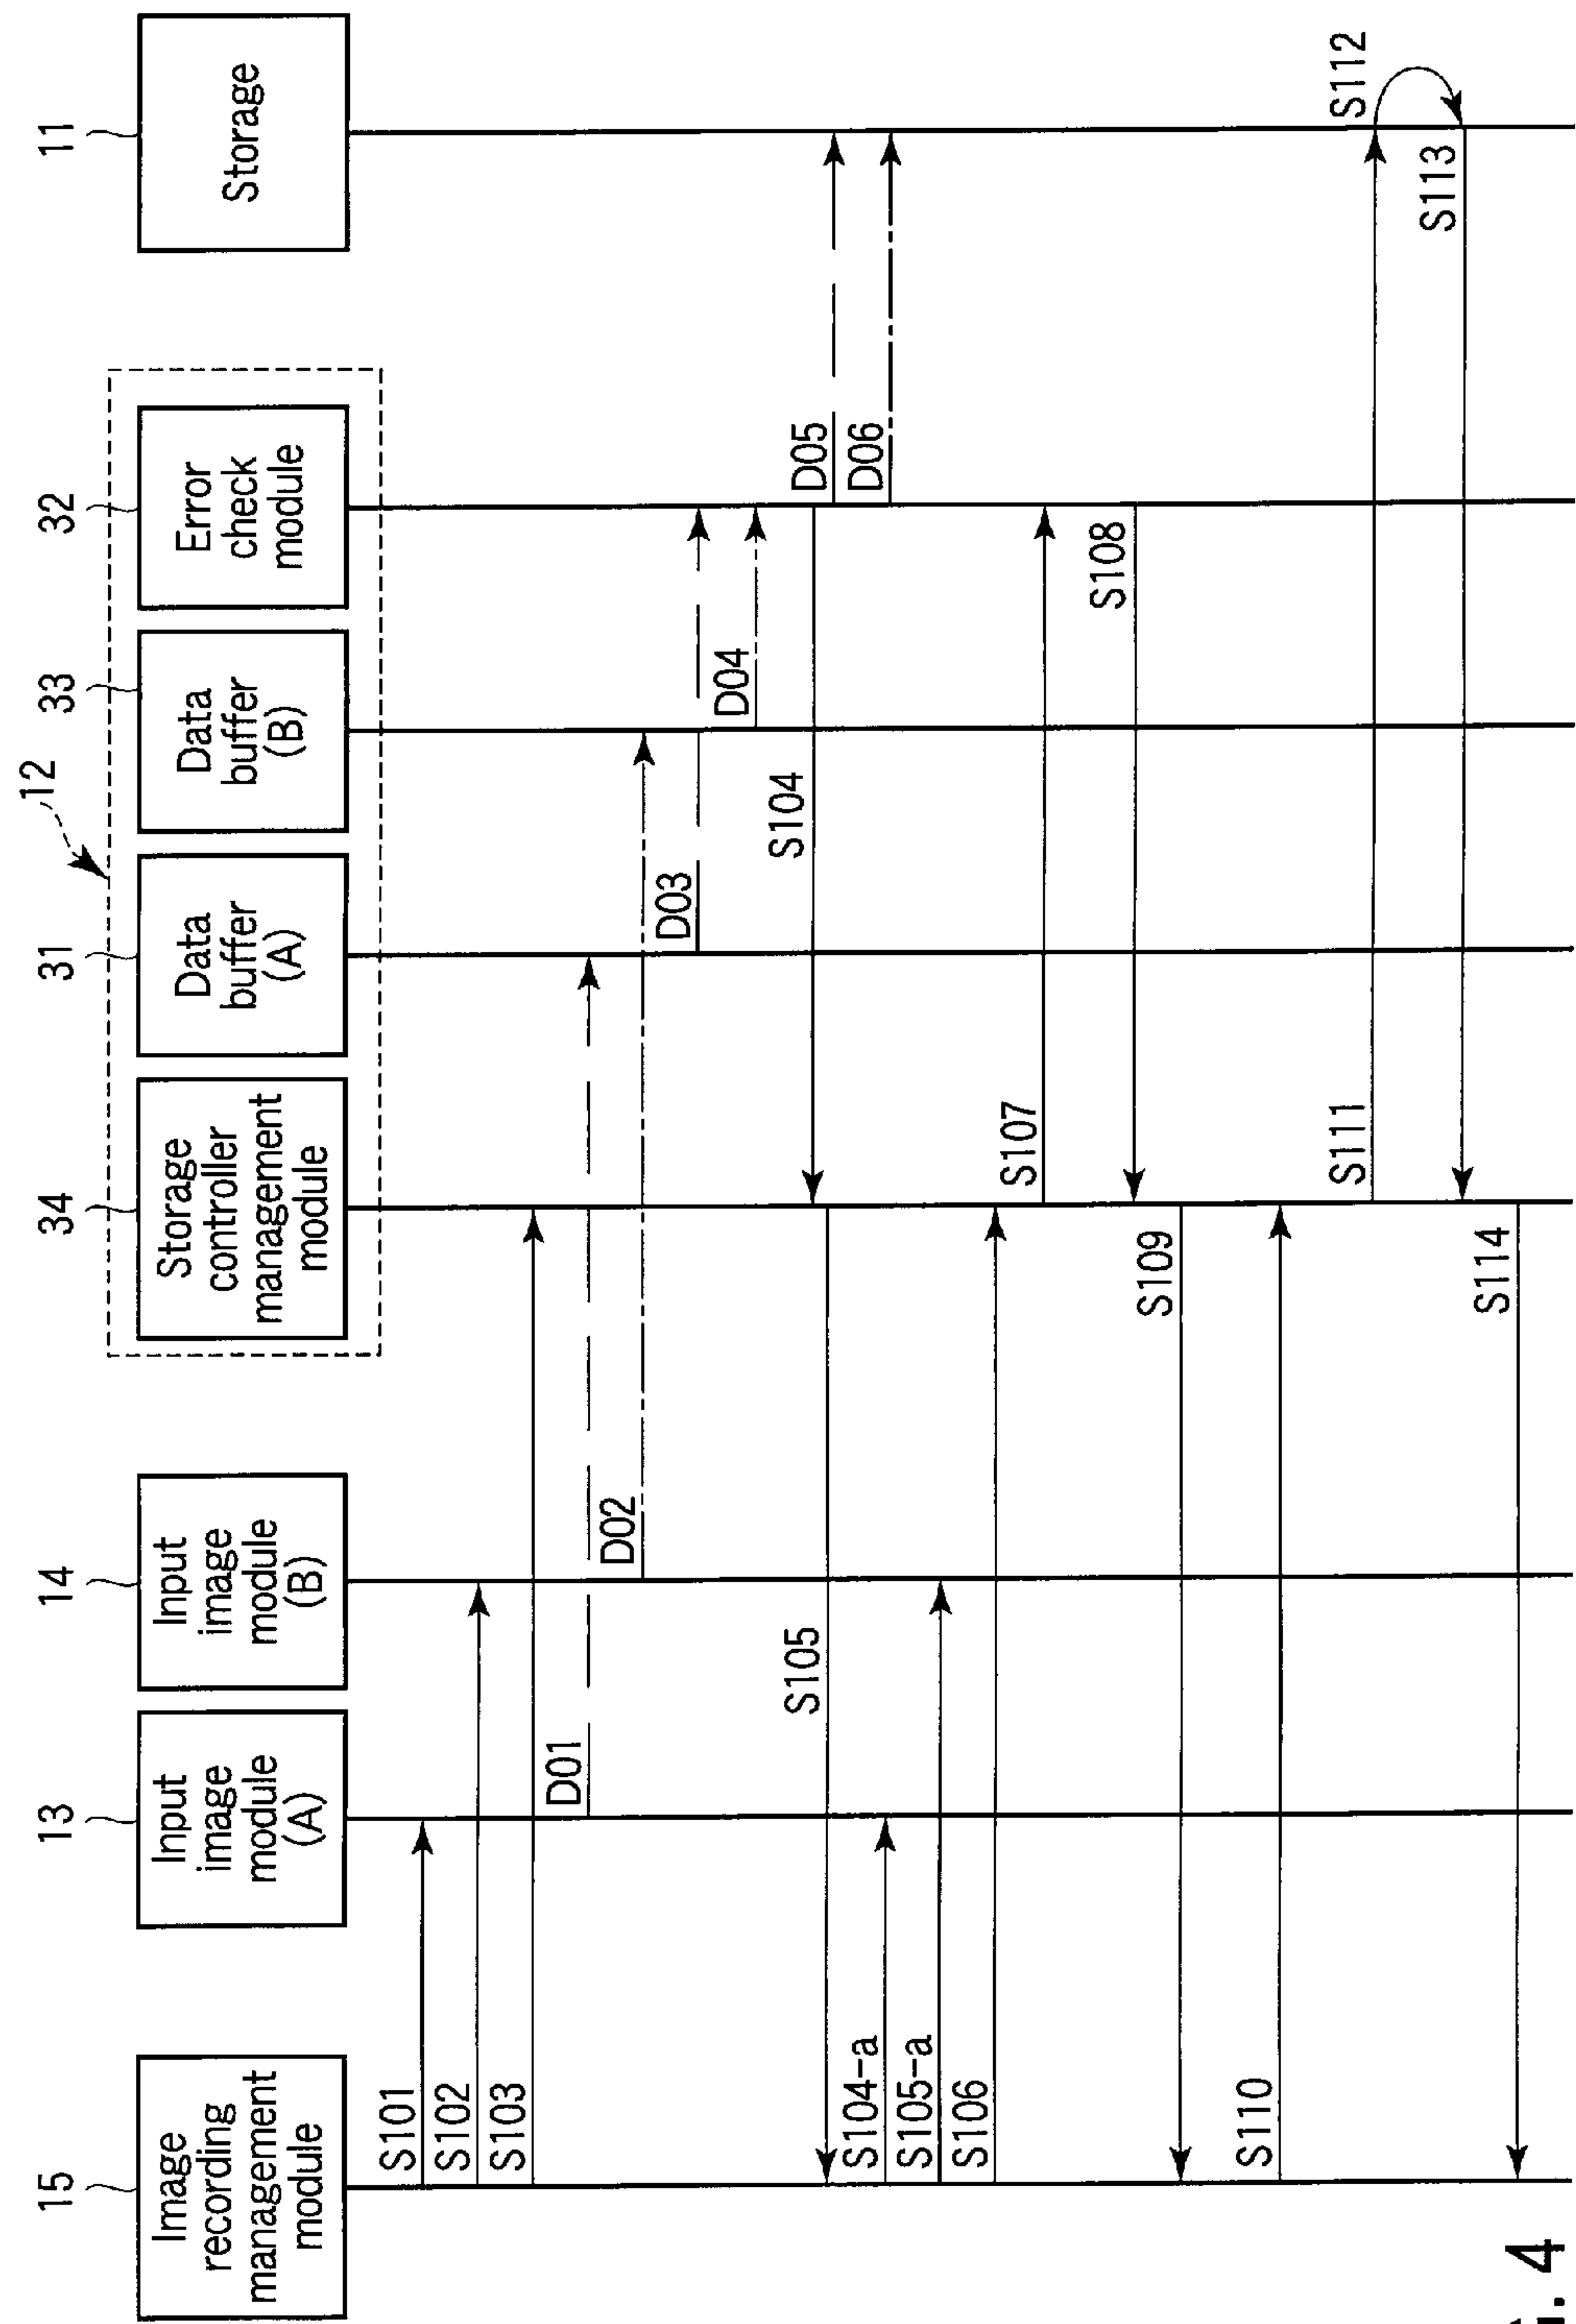 15
13
14
34
31
33
32
11
12
Image
recording
management
module
Input
image
module
(A)
Input
image
module
(B)
Storage
controller
management
module
Data
buffer
(A)
Data
buffer
(B)
Error
check
module
Storage
S101
S102
S103
D01
D02
D03
D04
S104
S105
D05
D06
S104-a
S105-a
S106
S107
S108
S109
S110
S111
S112
S113
S114
. 4